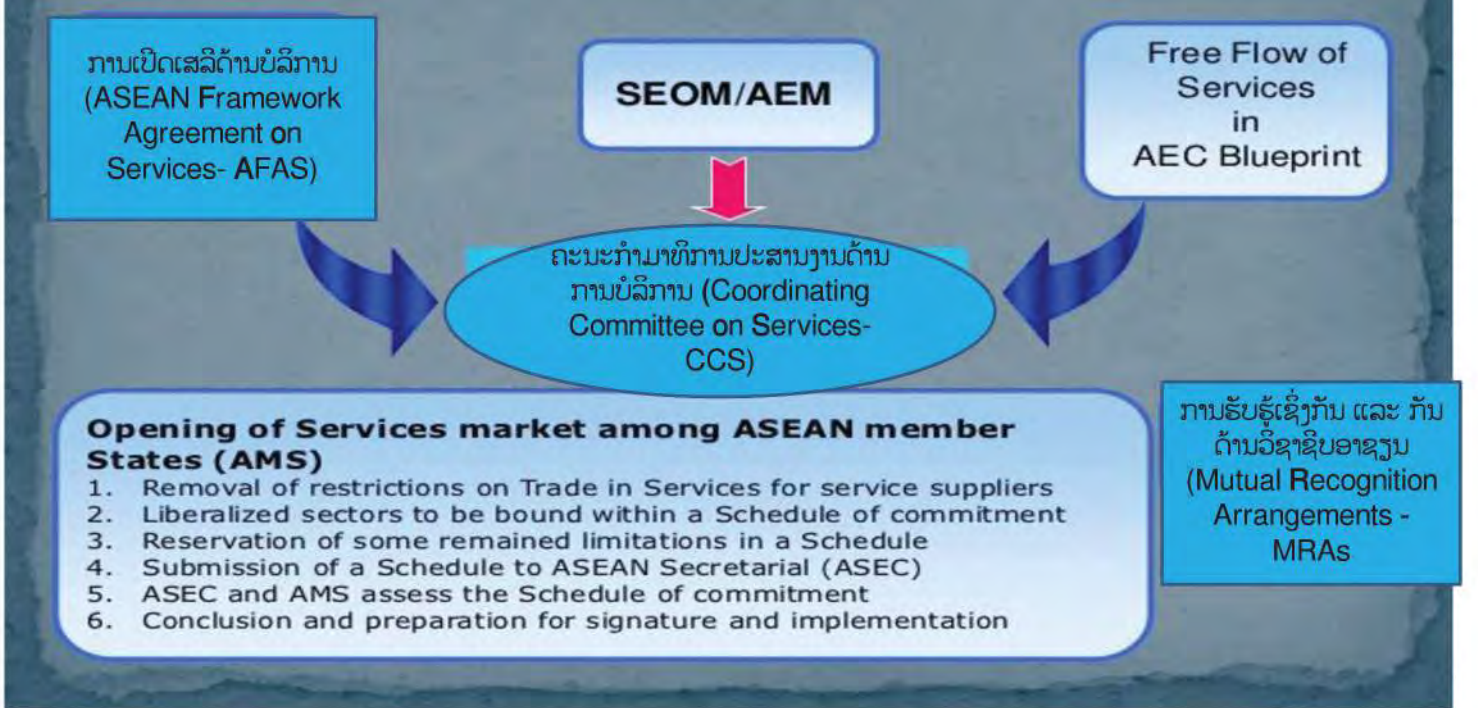 ການເປີດເສລີດ້ານບໍລິການ
(ASEAN Framework
Agreement on
Services- AFAS)
SEOM/AEM
Free Flow of
Services
in
AEC Blueprint
ຄະນະກຳມາທິການປະສານງານດ້ານ
ການບໍລິການ (Coordinating
Committee on Services-
CCS)
Opening of Services market among ASEAN member
States (AMS)
1. Removal of restrictions on Trade in Services for service suppliers
2. Liberalized sectors to be bound within a Schedule of commitment
3. Reservation of some remained limitations in a Schedule
4. Submission of a Schedule to ASEAN Secretarial (ASEC)
5. ASEC and AMS assess the Schedule of commitment
6. Conclusion and preparation for signature and implementation
ການຮັບຮູ້ເຊິ່ງກັນ ແລະ ກັນ
ດ້ານວິຊາຊີບອາຊຽນ
(Mutual Recognition
Arrangements -
MRAs